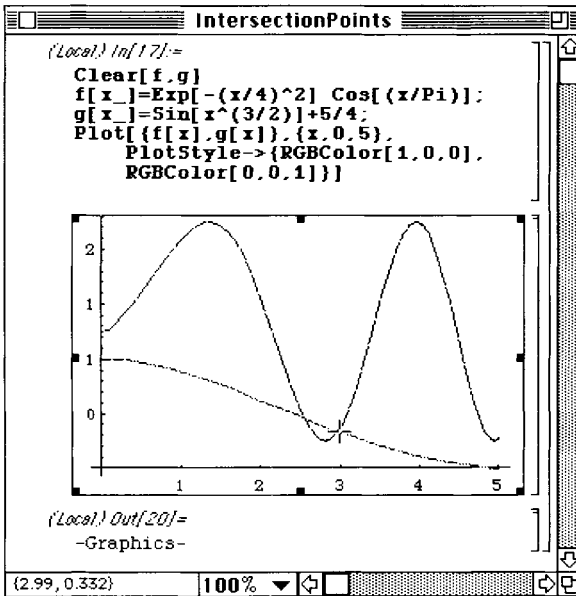 IntersectionPoints
(Local) In[17]:=
Clear[f,g]
f[x_]=Exp[-(x/4)^2] Cos[(x/Pi)];
g[x_]=Sin[x^(3/2)]+5/4;
Plot[{f[x],g[x]},{x,0,5},
PlotStyle->{RGBColor[1,0,0],
RGBColor[0,0,1]}]
2
1
1
0
1 2 3 4 5
(Local) Out[20]=
-Graphics-
{2.99, 0.332} 100%